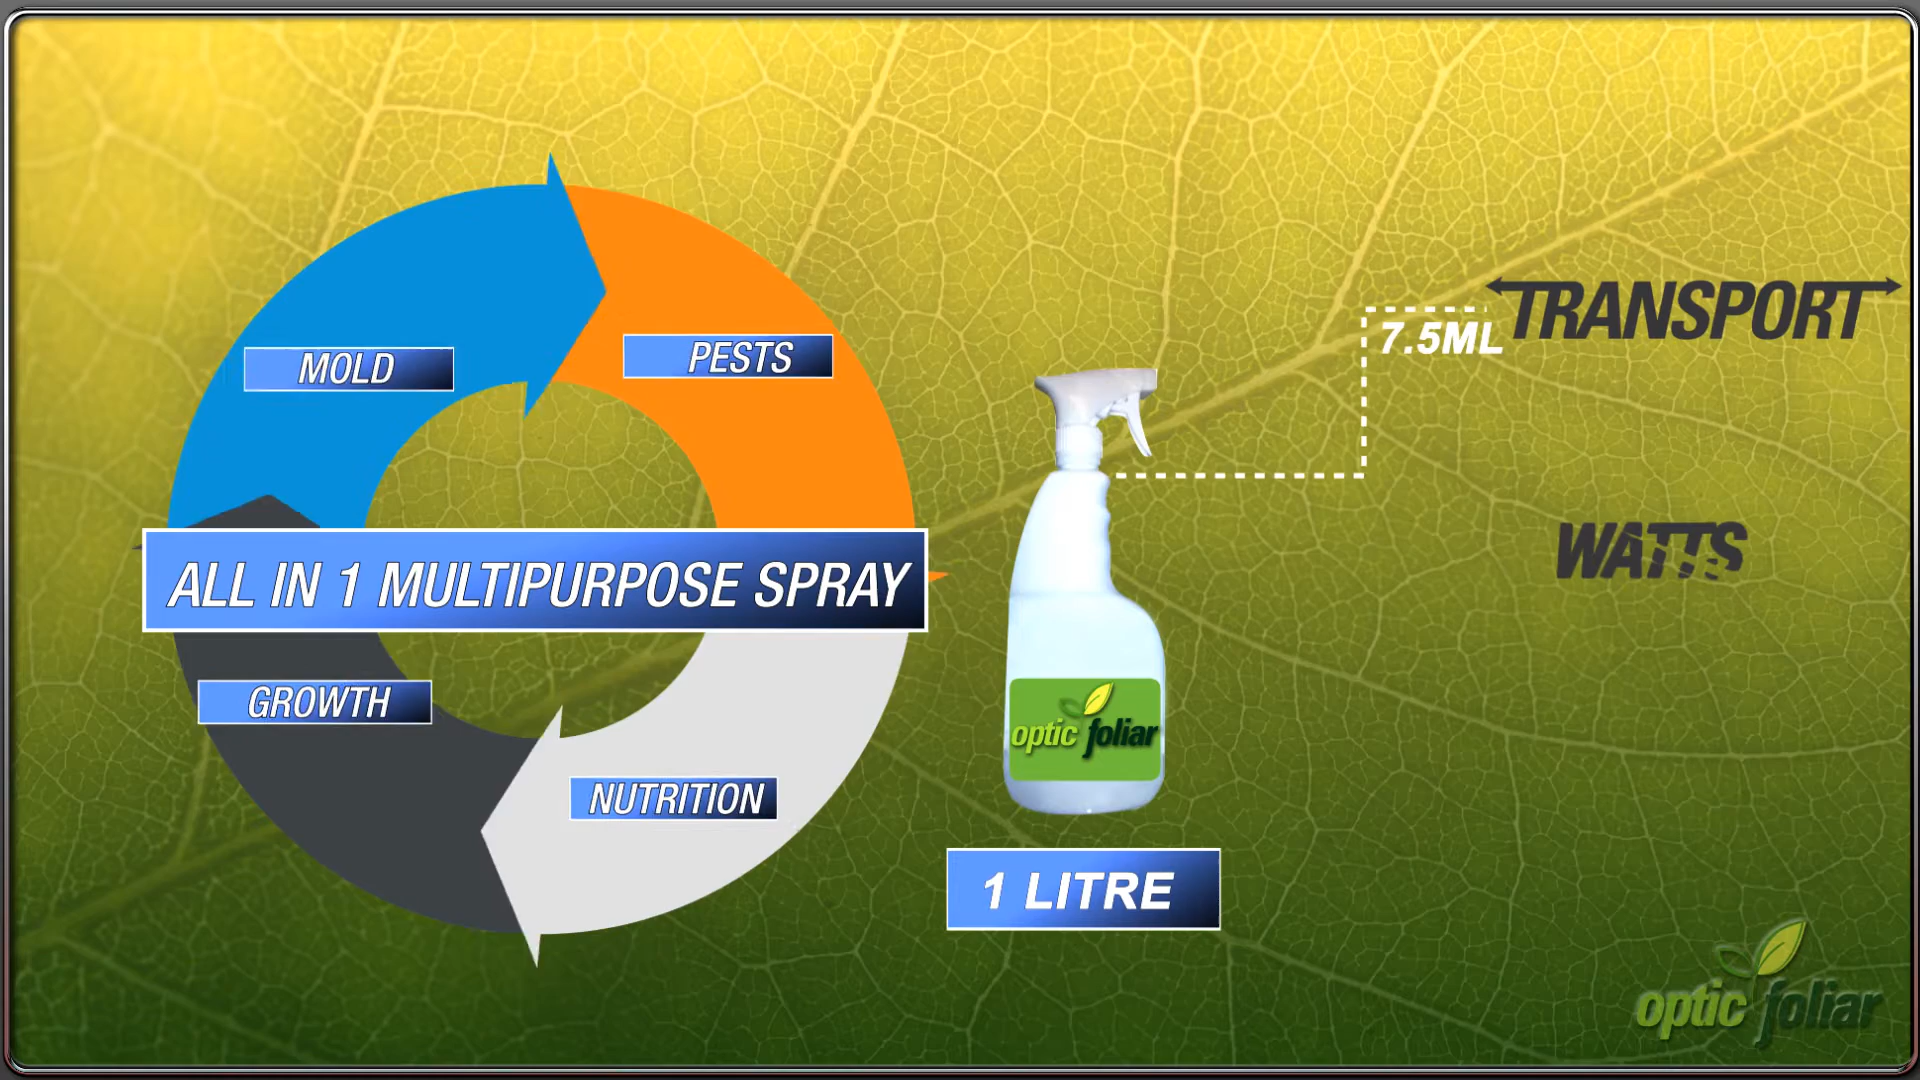 MOLD
PESTS
ALL IN 1 MULTIPURPOSE SPRAY
GROWTH
NUTRITION
optic foliar
1 LITRE
7.5ML
TRANSPORT
WATTS
optic foliar